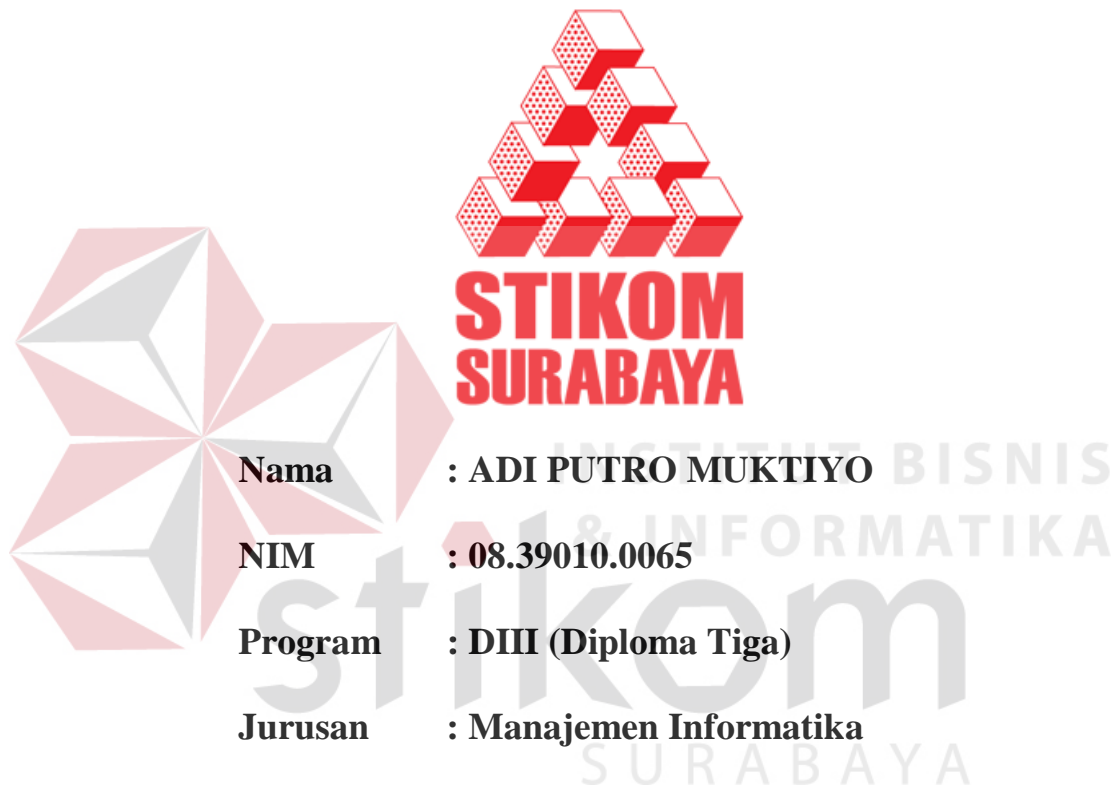 STIKOM
SURABAYA
Nama : ADI PUTRO MUKTIYO
INSTITUT BISNIS
NIM : 08.39010.0065
& INFORMATIKA
stikom
Program : DIII (Diploma Tiga)
Jurusan : Manajemen Informatika
SURABAYA